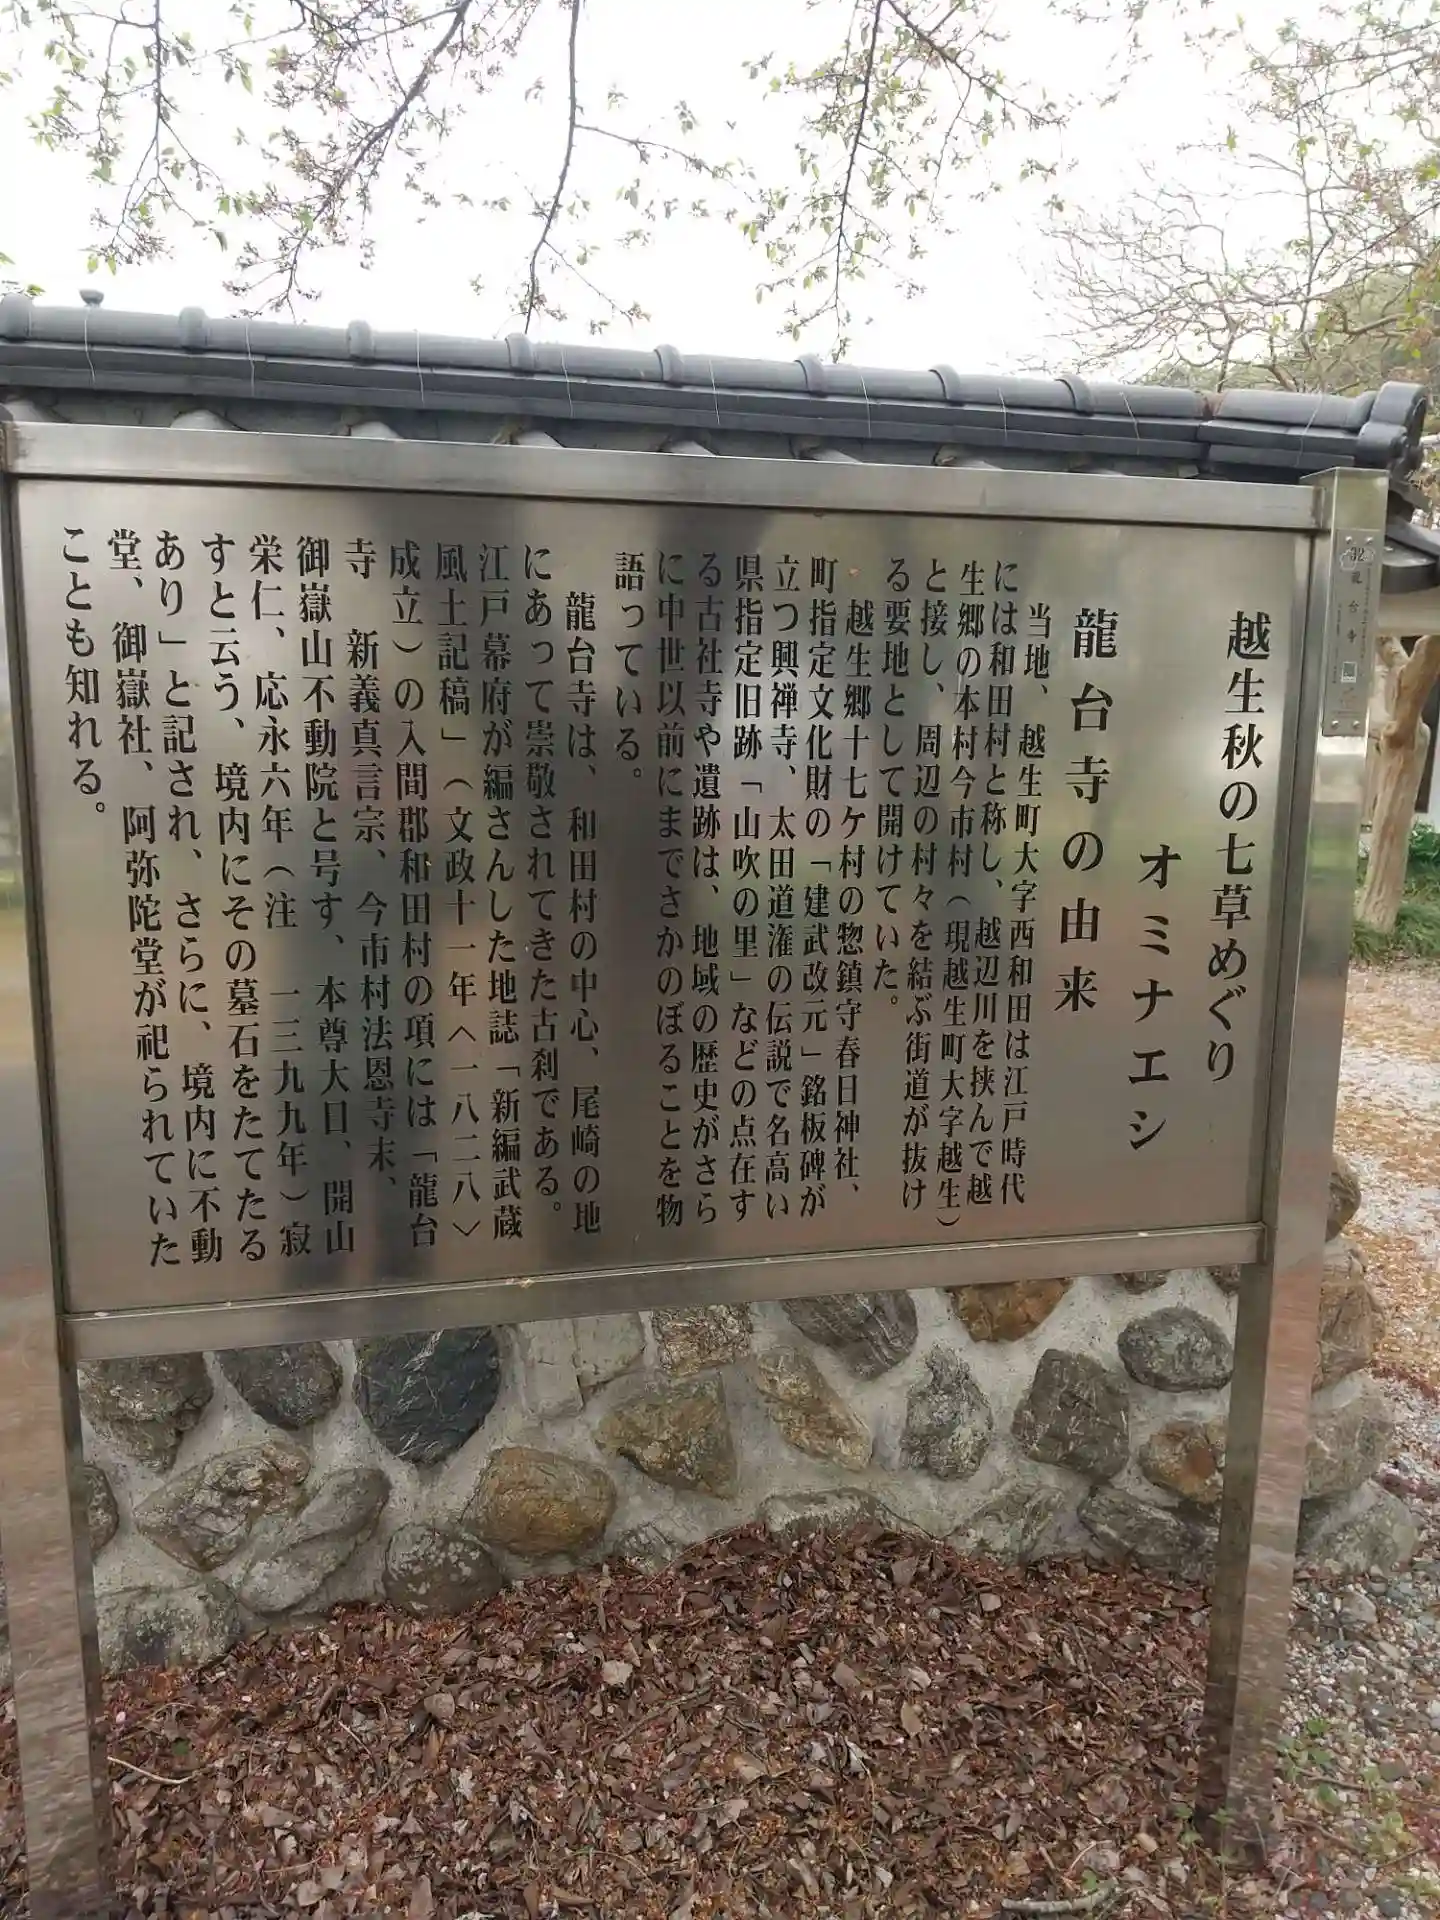 越生秋の七草めぐり
オミナエシ
龍台寺の由来
当地、越生町大字西和田は江戸時代
には和田村と称し、越辺川を挟んで越
生郷の本村今市村（現越生町大字越生）
と接し、周辺の村々を結ぶ街道が抜け
る要地として開けていた。
越生郷十七ケ村の惣鎮守春日神社、
町指定文化財の「建武改元」銘板碑が
立つ興禅寺、太田道潅の伝説で名高い
県指定旧跡「山吹の里」などの点在す
る古社寺や遺跡は、地域の歴史がさら
に中世以前にまでさかのぼることを物
語っている。
龍台寺は、和田村の中心、尾崎の地
にあって崇敬されてきた古刹である。
江戸幕府が編さんした地誌「新編武蔵
風土記稿」（文政十一年＜一八二八＞
成立）の入間郡和田村の項には「龍台
寺　新義真言宗、今市村法恩寺末、
御嶽山不動院と号す、本尊大日、開山
栄仁、応永六年（注　一三九九年）寂
すと云う、境内にその墓石をたてたる
あり」と記され、さらに、境内に不動
堂、御嶽社、阿弥陀堂が祀られていた
ことも知れる。
32
龍台寺